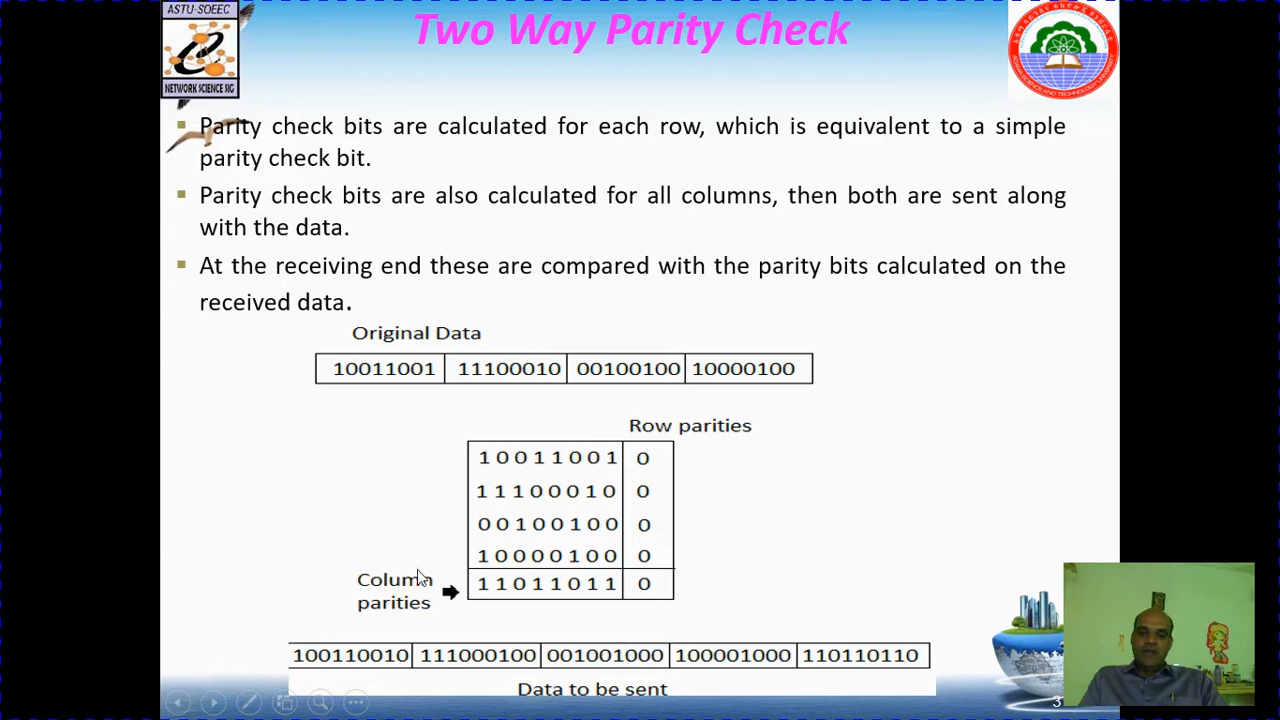 ASTU-SOEEC
NETWORK SCIENCE SIG
Two Way Parity Check
Parity check bits are calculated for each row, which is equivalent to a simple
parity check bit.
Parity check bits are also calculated for all columns, then both are sent along
with the data.
At the receiving end these are compared with the parity bits calculated on the
received data.
Original Data
10011001 11100010 00100100 10000100
Row parities
1 0 0 1 1 0 0 1 0
1 1 1 0 0 0 1 0 0
0 0 1 0 0 1 0 0 0
1 0 0 0 0 1 0 0 0
1 1 0 1 1 0 1 1 0
Column
parities
100110010 111000100 001001000 100001000 110110110
Data to be sent
3